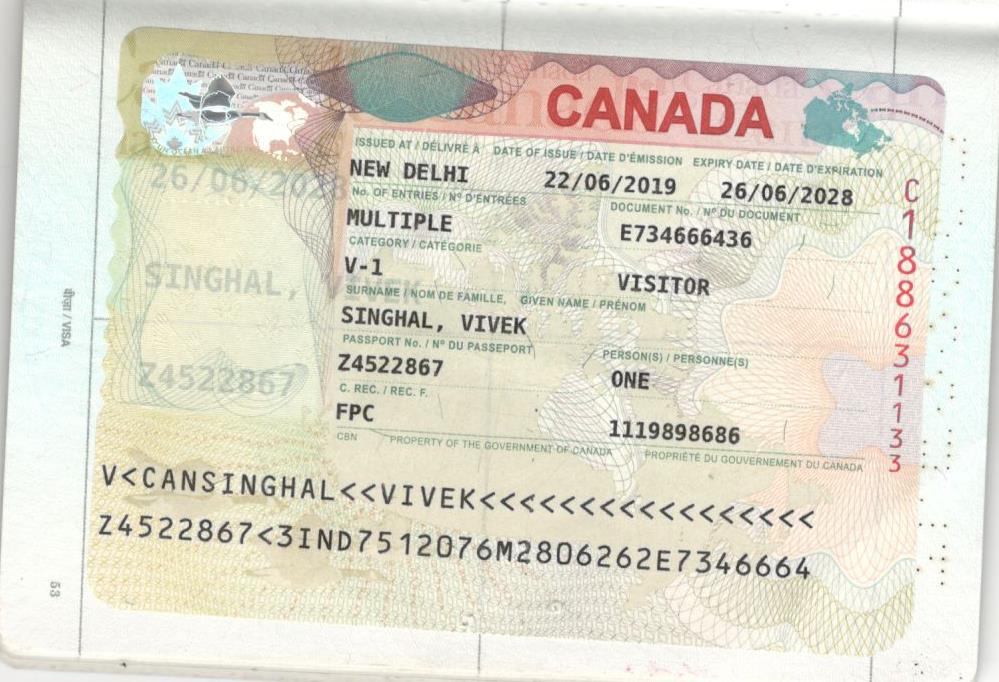 CANADA
ISSUED AT / DÉLIVRÉ À DATE OF ISSUE / DATE D'ÉMISSION EXPIRY DATE / DATE D'EXPIRATION
NEW DELHI 22/06/2019 26/06/2028
No. OF ENTRIES / Nº D'ENTRÉES DOCUMENT No. / Nº DU DOCUMENT
MULTIPLE E734666436
CATEGORY / CATÉGORIE
V-1 VISITOR
SURNAME / NOM DE FAMILLE, GIVEN NAME / PRÉNOM
SINGHAL, VIVEK
PASSPORT No. / Nº DU PASSEPORT PERSON(S) / PERSONNE(S)
Z4522867 ONE
C. REC. / REC. F.
FPC 1119898686
CBN PROPERTY OF THE GOVERNMENT OF CANADA PROPRIÉTÉ DU GOUVERNEMENT DU CANADA
V<CANSINGHAL<<VIVEK<<<<<<<<<<<<<<<<<
Z4522867<3IND7512076M2806262E7346664
C188631133
26/06/2028
SINGHAL, VIVEK
Z4522867
वीज़ा / VISA
53